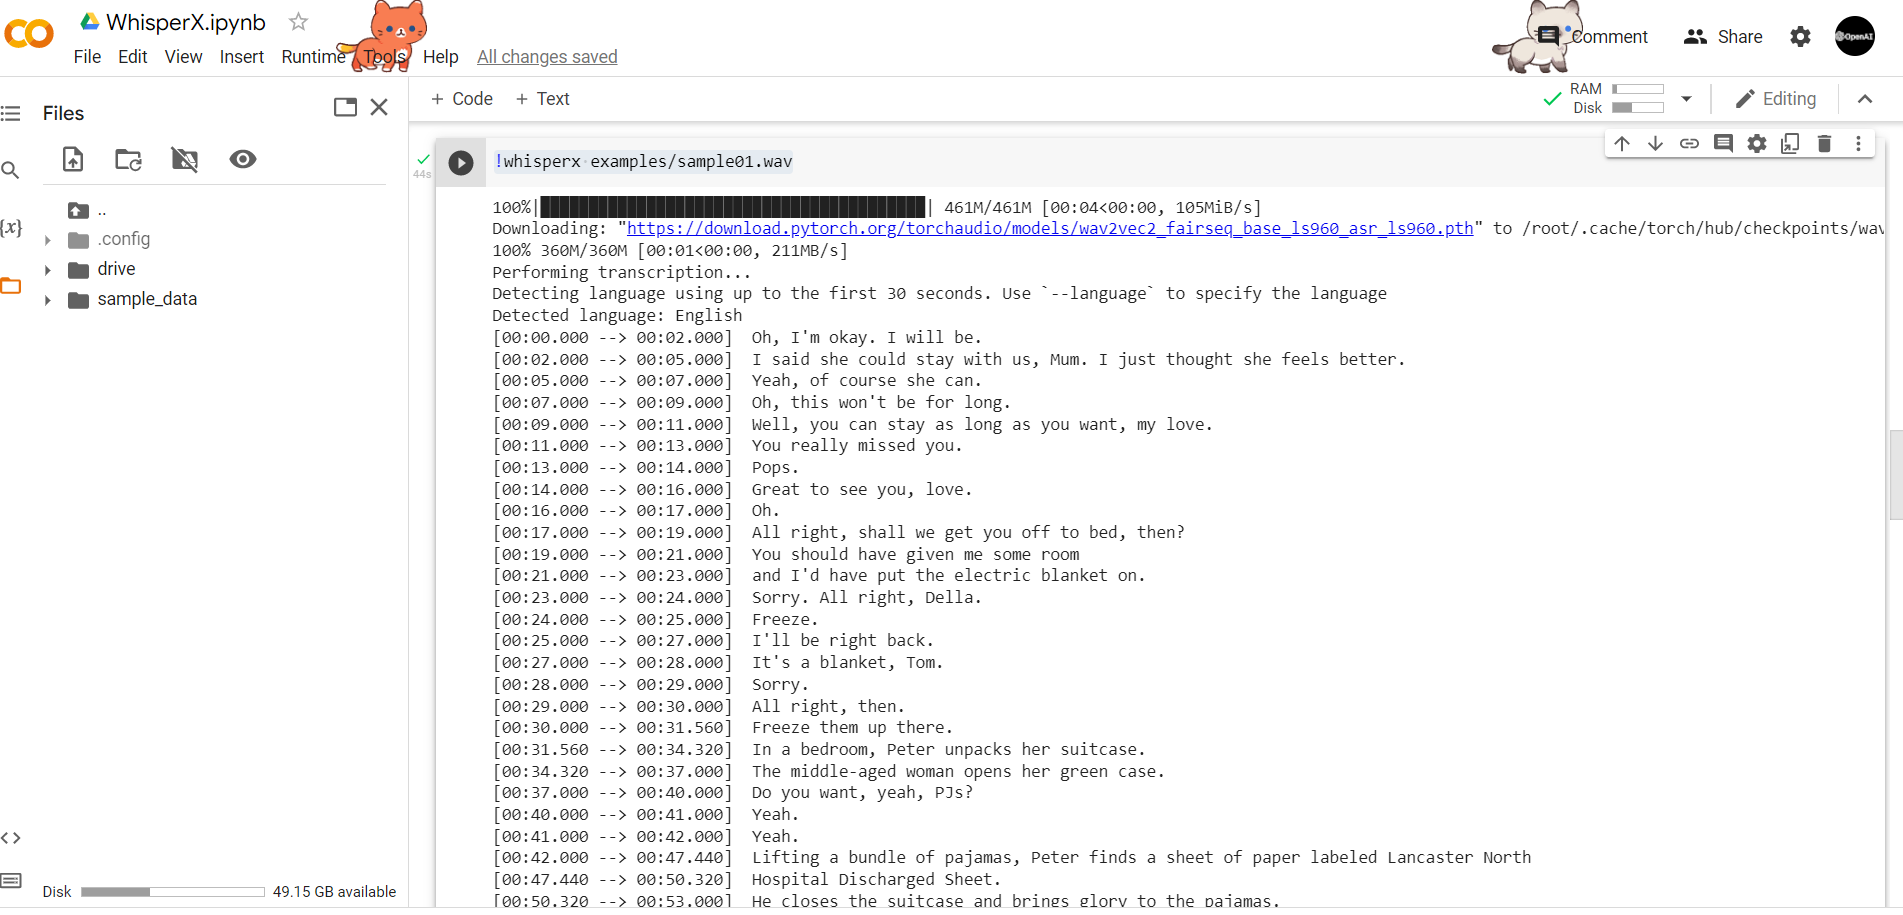 WhisperX.ipynb
File Edit View Insert Runtime Tools Help All changes saved
Comment Share OpenAI
Files
+ Code + Text
RAM
Disk
Editing
..
.config
drive
sample_data
{x}
<>
Disk 49.15 GB available
44s
!whisperx examples/sample01.wav
100%|███████████████████████████████████████| 461M/461M [00:04<00:00, 105MiB/s]
Downloading: "https://download.pytorch.org/torchaudio/models/wav2vec2_fairseq_base_ls960_asr_ls960.pth" to /root/.cache/torch/hub/checkpoints/wav
100% 360M/360M [00:01<00:00, 211MB/s]
Performing transcription...
Detecting language using up to the first 30 seconds. Use `--language` to specify the language
Detected language: English
[00:00.000 --> 00:02.000]  Oh, I'm okay. I will be.
[00:02.000 --> 00:05.000]  I said she could stay with us, Mum. I just thought she feels better.
[00:05.000 --> 00:07.000]  Yeah, of course she can.
[00:07.000 --> 00:09.000]  Oh, this won't be for long.
[00:09.000 --> 00:11.000]  Well, you can stay as long as you want, my love.
[00:11.000 --> 00:13.000]  You really missed you.
[00:13.000 --> 00:14.000]  Pops.
[00:14.000 --> 00:16.000]  Great to see you, love.
[00:16.000 --> 00:17.000]  Oh.
[00:17.000 --> 00:19.000]  All right, shall we get you off to bed, then?
[00:19.000 --> 00:21.000]  You should have given me some room
[00:21.000 --> 00:23.000]  and I'd have put the electric blanket on.
[00:23.000 --> 00:24.000]  Sorry. All right, Della.
[00:24.000 --> 00:25.000]  Freeze.
[00:25.000 --> 00:27.000]  I'll be right back.
[00:27.000 --> 00:28.000]  It's a blanket, Tom.
[00:28.000 --> 00:29.000]  Sorry.
[00:29.000 --> 00:30.000]  All right, then.
[00:30.000 --> 00:31.560]  Freeze them up there.
[00:31.560 --> 00:34.320]  In a bedroom, Peter unpacks her suitcase.
[00:34.320 --> 00:37.000]  The middle-aged woman opens her green case.
[00:37.000 --> 00:40.000]  Do you want, yeah, PJs?
[00:40.000 --> 00:41.000]  Yeah.
[00:41.000 --> 00:42.000]  Yeah.
[00:42.000 --> 00:47.440]  Lifting a bundle of pajamas, Peter finds a sheet of paper labeled Lancaster North
[00:47.440 --> 00:50.320]  Hospital Discharged Sheet.
[00:50.320 --> 00:53.000]  He closes the suitcase and brings glory to the pajamas.